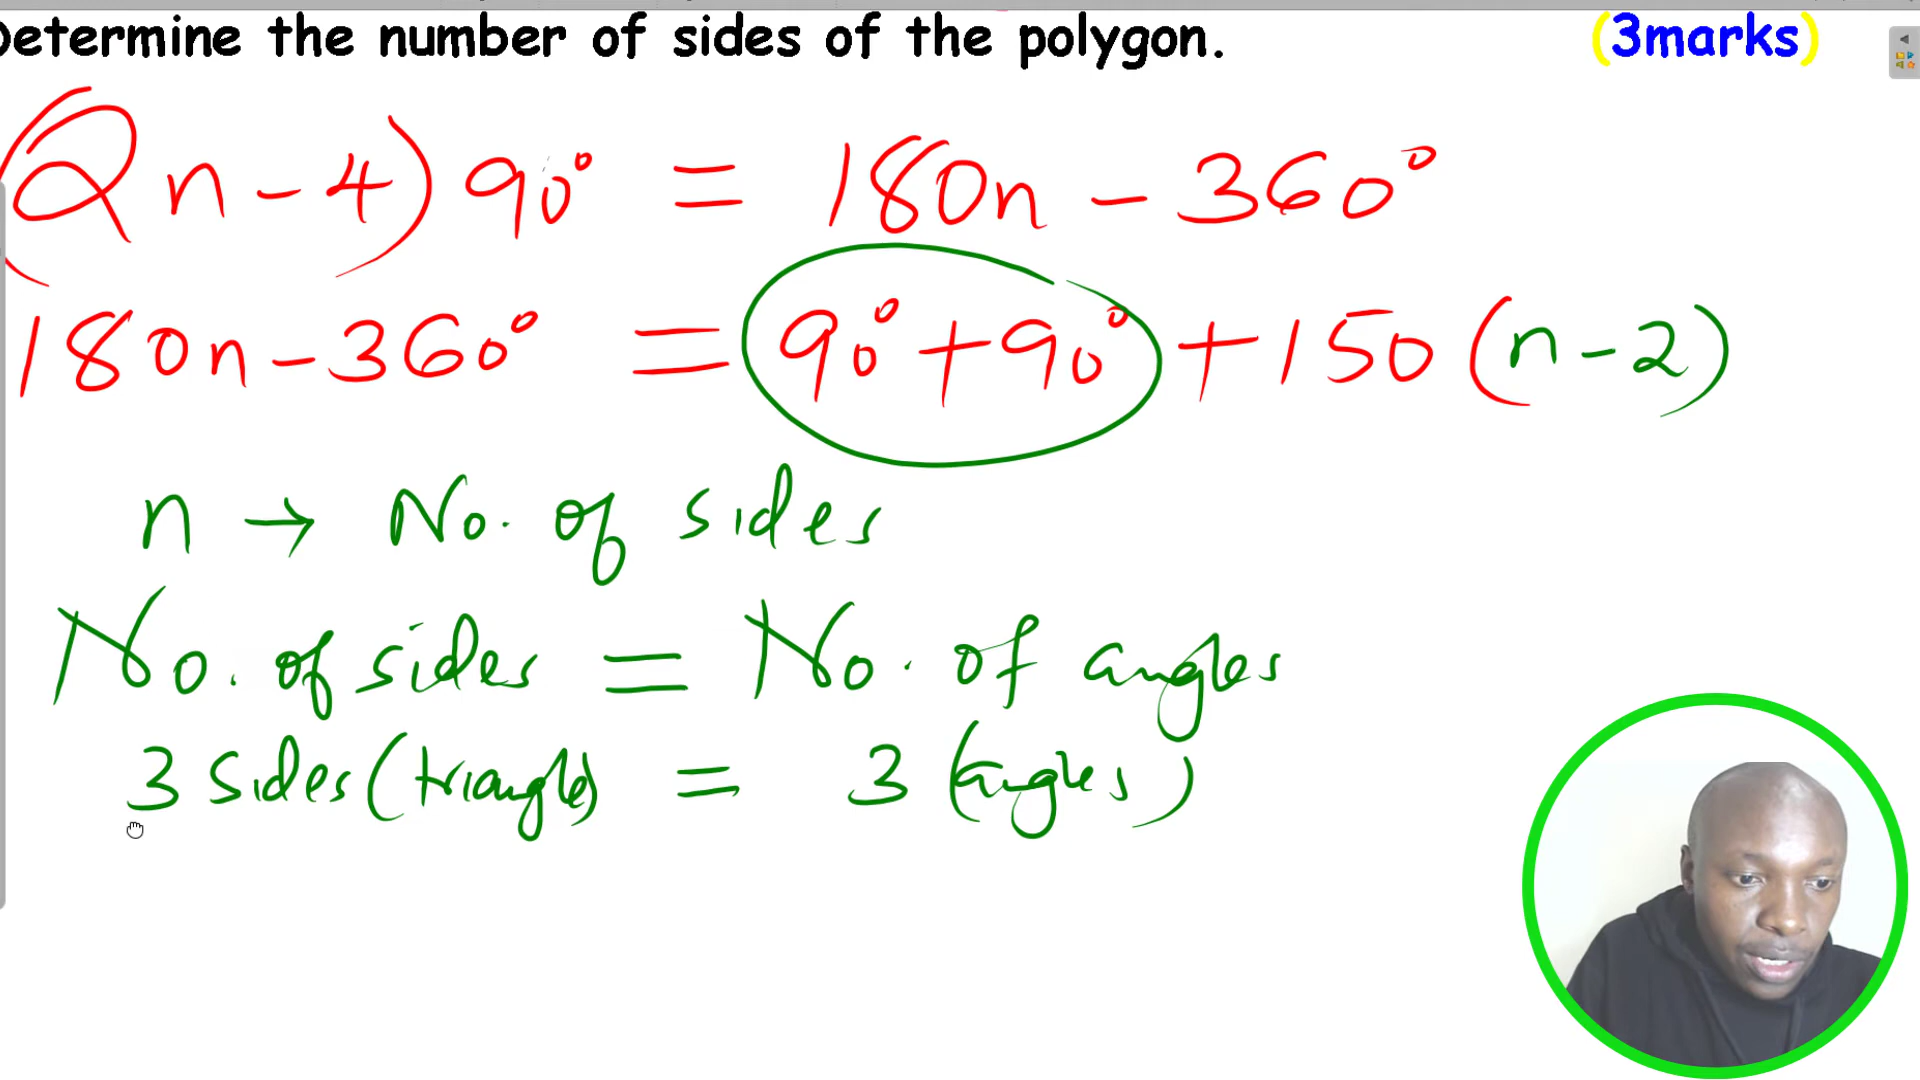 Determine the number of sides of the polygon. (3marks)
(2n-4)90° = 180n - 360°
180n - 360° = 90° + 90° + 150(n-2)
n → No. of sides
No. of sides = No. of angles
3 sides (triangle) = 3 (angles)